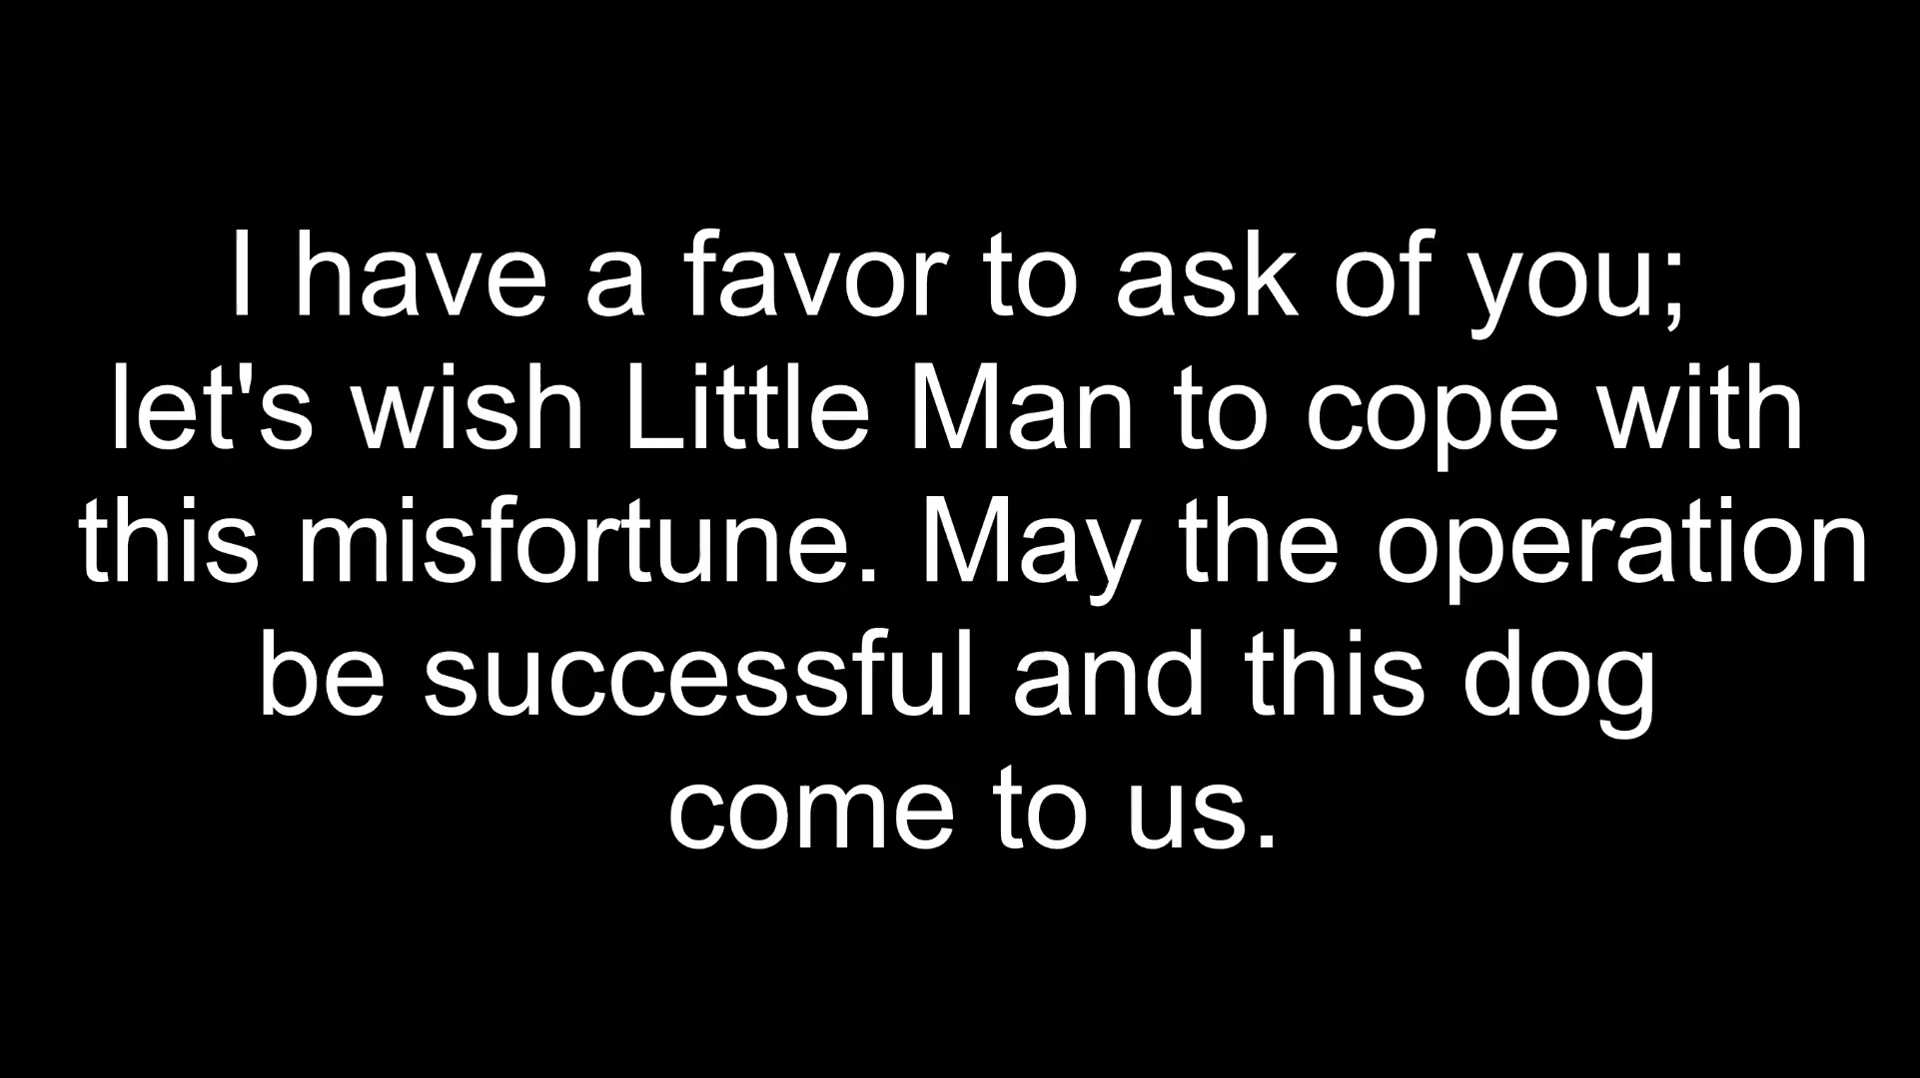 I have a favor to ask of you;
let's wish Little Man to cope with
this misfortune. May the operation
be successful and this dog
come to us.